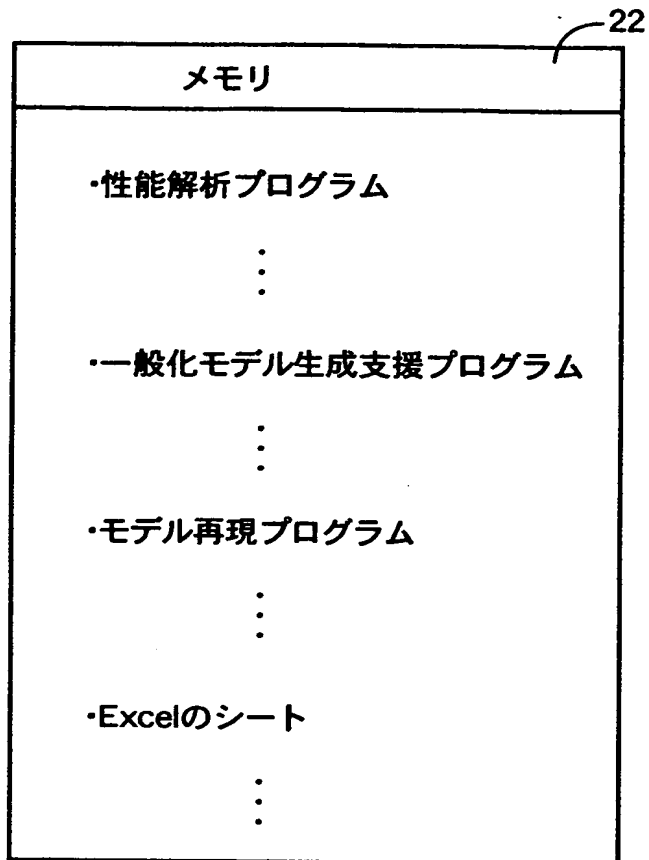 22
メモリ
・性能解析プログラム
・一般化モデル生成支援プログラム
・モデル再現プログラム
・Excelのシート